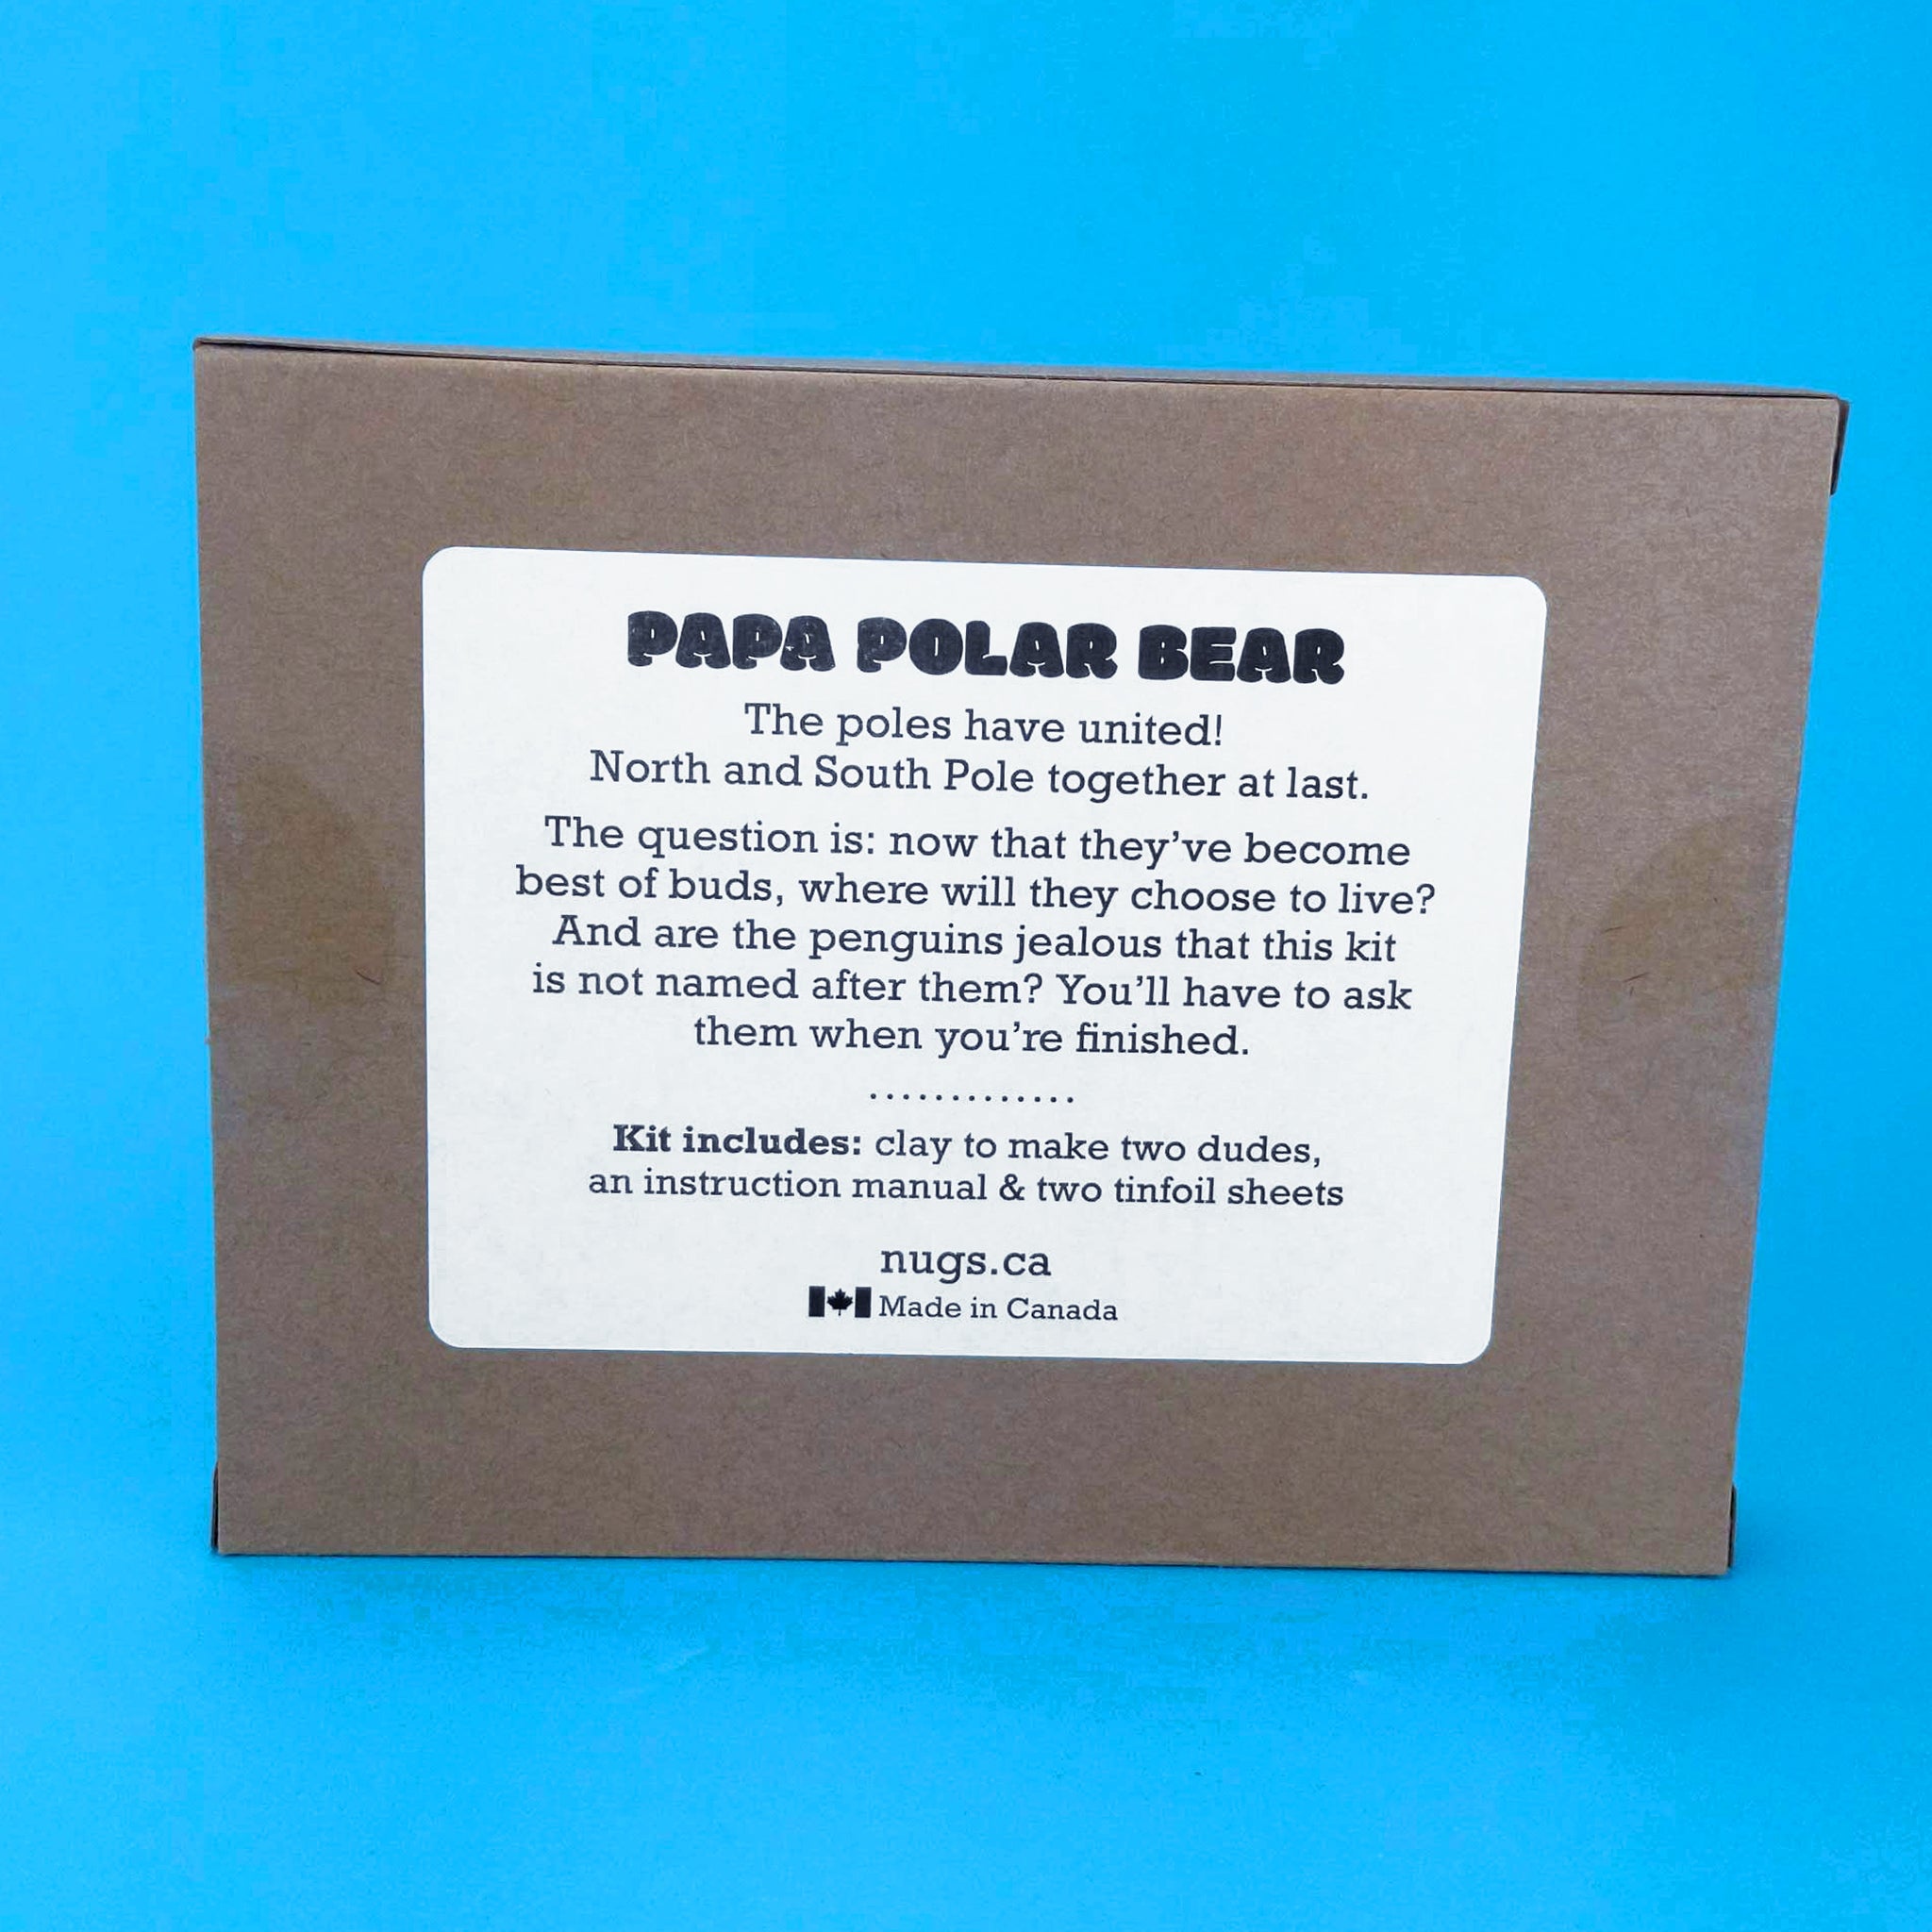 PAPA POLAR BEAR
The poles have united!
North and South Pole together at last.
The question is: now that they’ve become
best of buds, where will they choose to live?
And are the penguins jealous that this kit
is not named after them? You’ll have to ask
them when you’re finished.
.............
Kit includes: clay to make two dudes,
an instruction manual & two tinfoil sheets
nugs.ca
Made in Canada